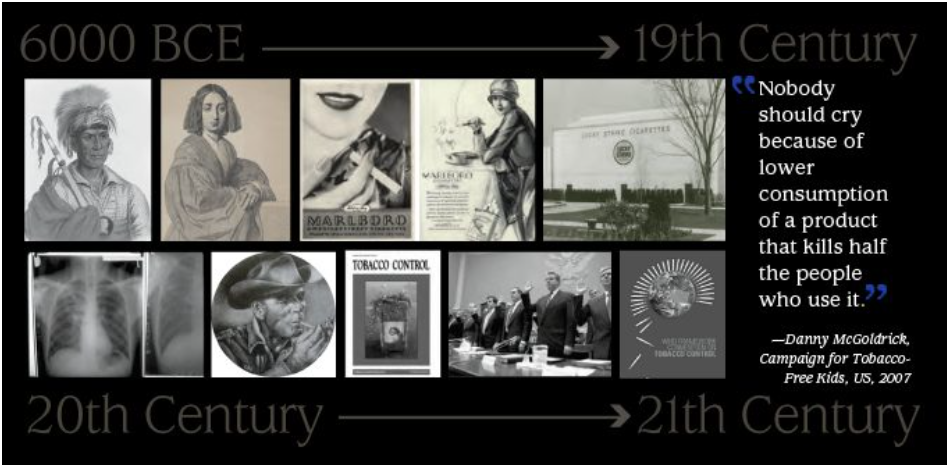 6000 BCE
19th Century
MARLBORO
MARLBORO
LUCKY STRIKE CIGARETTES
LUCKY
STRIKE
“Nobody
should cry
because of
lower
consumption
of a product
that kills half
the people
who use it.”
—Danny McGoldrick,
Campaign for Tobacco-
Free Kids, US, 2007
TOBACCO CONTROL
WHO FRAMEWORK
CONVENTION ON
TOBACCO CONTROL
20th Century
21th Century